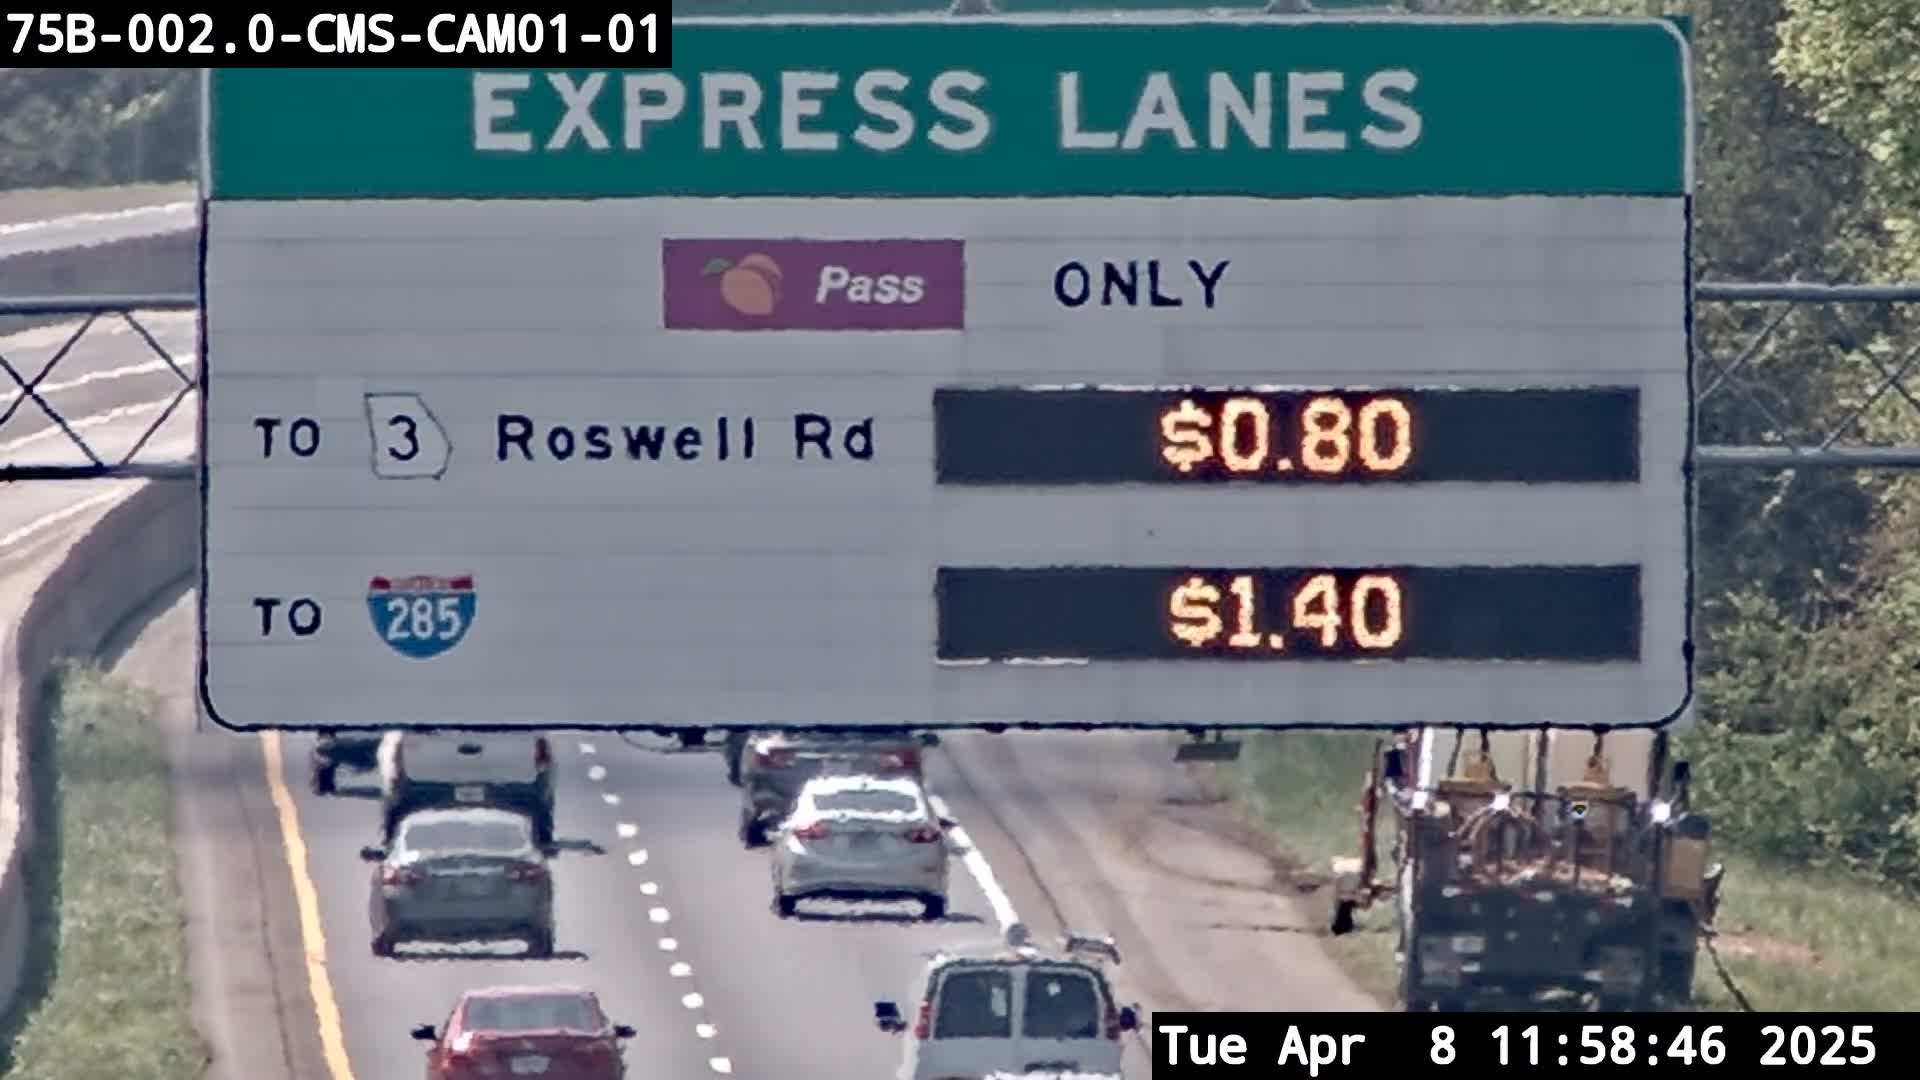 75B-002.0-CMS-CAM01-01
EXPRESS LANES
Pass ONLY
TO 3 Roswell Rd $0.80
TO 285 $1.40
Tue Apr 8 11:58:46 2025